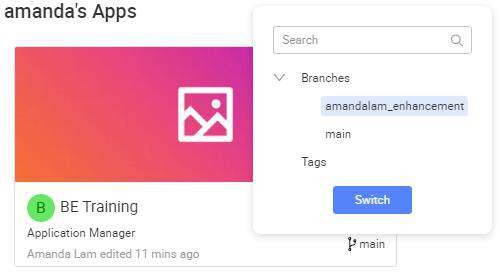 amanda's Apps
Search
Branches
amandalam_enhancement
main
Tags
Switch
B BE Training
Application Manager
Amanda Lam edited 11 mins ago
main